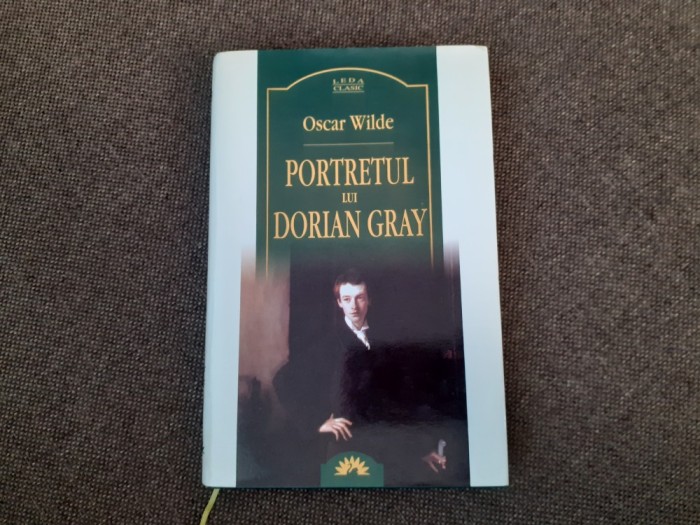 LEDA
CLASIC
Oscar Wilde
PORTRETUL
LUI
DORIAN GRAY